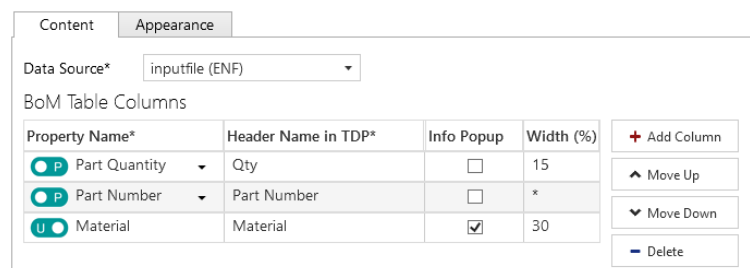 Content Appearance
Data Source* inputfile (ENF)
BoM Table Columns
Property Name* Header Name in TDP* Info Popup Width (%) + Add Column
P Part Quantity Qty 15
Move Up
P Part Number Part Number *
Move Down
U Material Material 30
- Delete